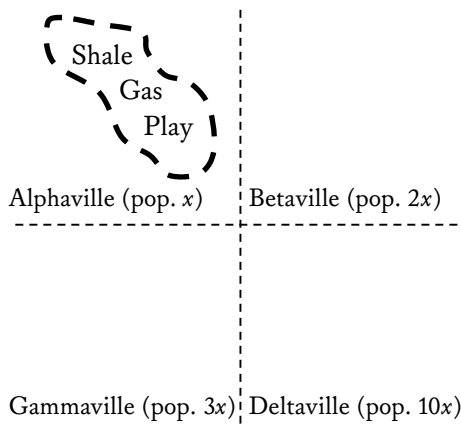 Shale
Gas
Play
Alphaville (pop. x)
Betaville (pop. 2x)
Gammaville (pop. 3x)
Deltaville (pop. 10x)